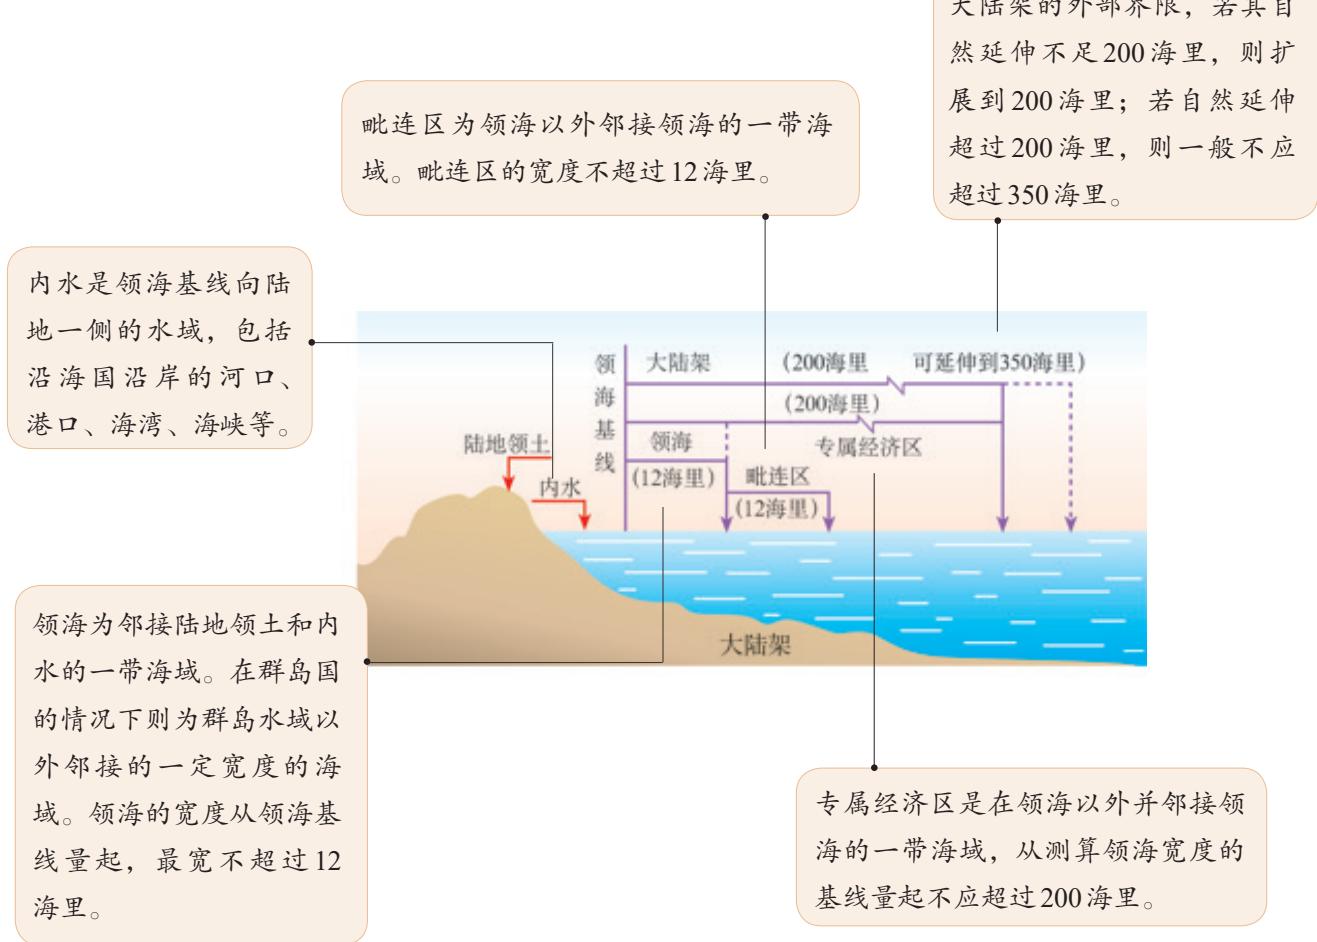 大陆架的外部界限，若其自
然延伸不足200海里，则扩
展到200海里；若自然延伸
超过200海里，则一般不应
超过350海里。
毗连区为领海以外邻接领海的一带海
域。毗连区的宽度不超过12海里。
内水是领海基线向陆
地一侧的水域，包括
沿海国沿岸的河口、
港口、海湾、海峡等。
领海基线
大陆架 (200海里 可延伸到350海里)
(200海里)
专属经济区
领海
(12海里)
毗连区
(12海里)
陆地领土
内水
大陆架
领海为邻接陆地领土和内
水的一带海域。在群岛国
的情况下则为群岛水域以
外邻接的一定宽度的海
域。领海的宽度从领海基
线量起，最宽不超过12
海里。
专属经济区是在领海以外并邻接领
海的一带海域，从测算领海宽度的
基线量起不应超过200海里。